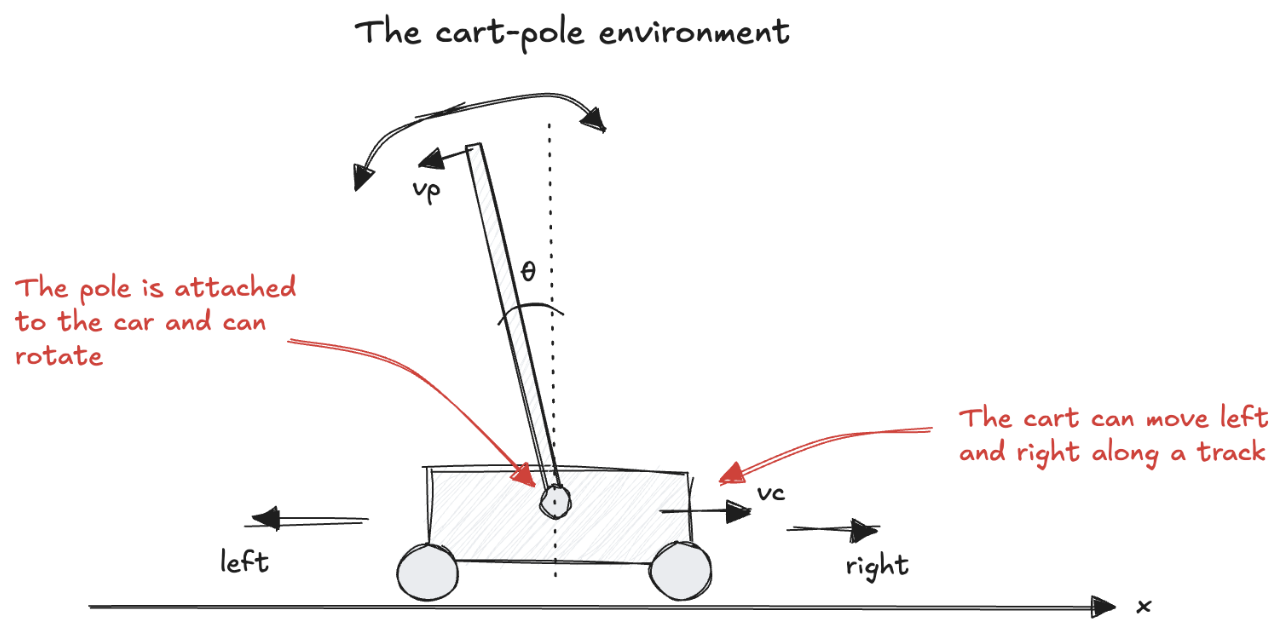 The cart-pole environment
vp
θ
The pole is attached
to the car and can
rotate
The cart can move left
and right along a track
vc
left
right
x